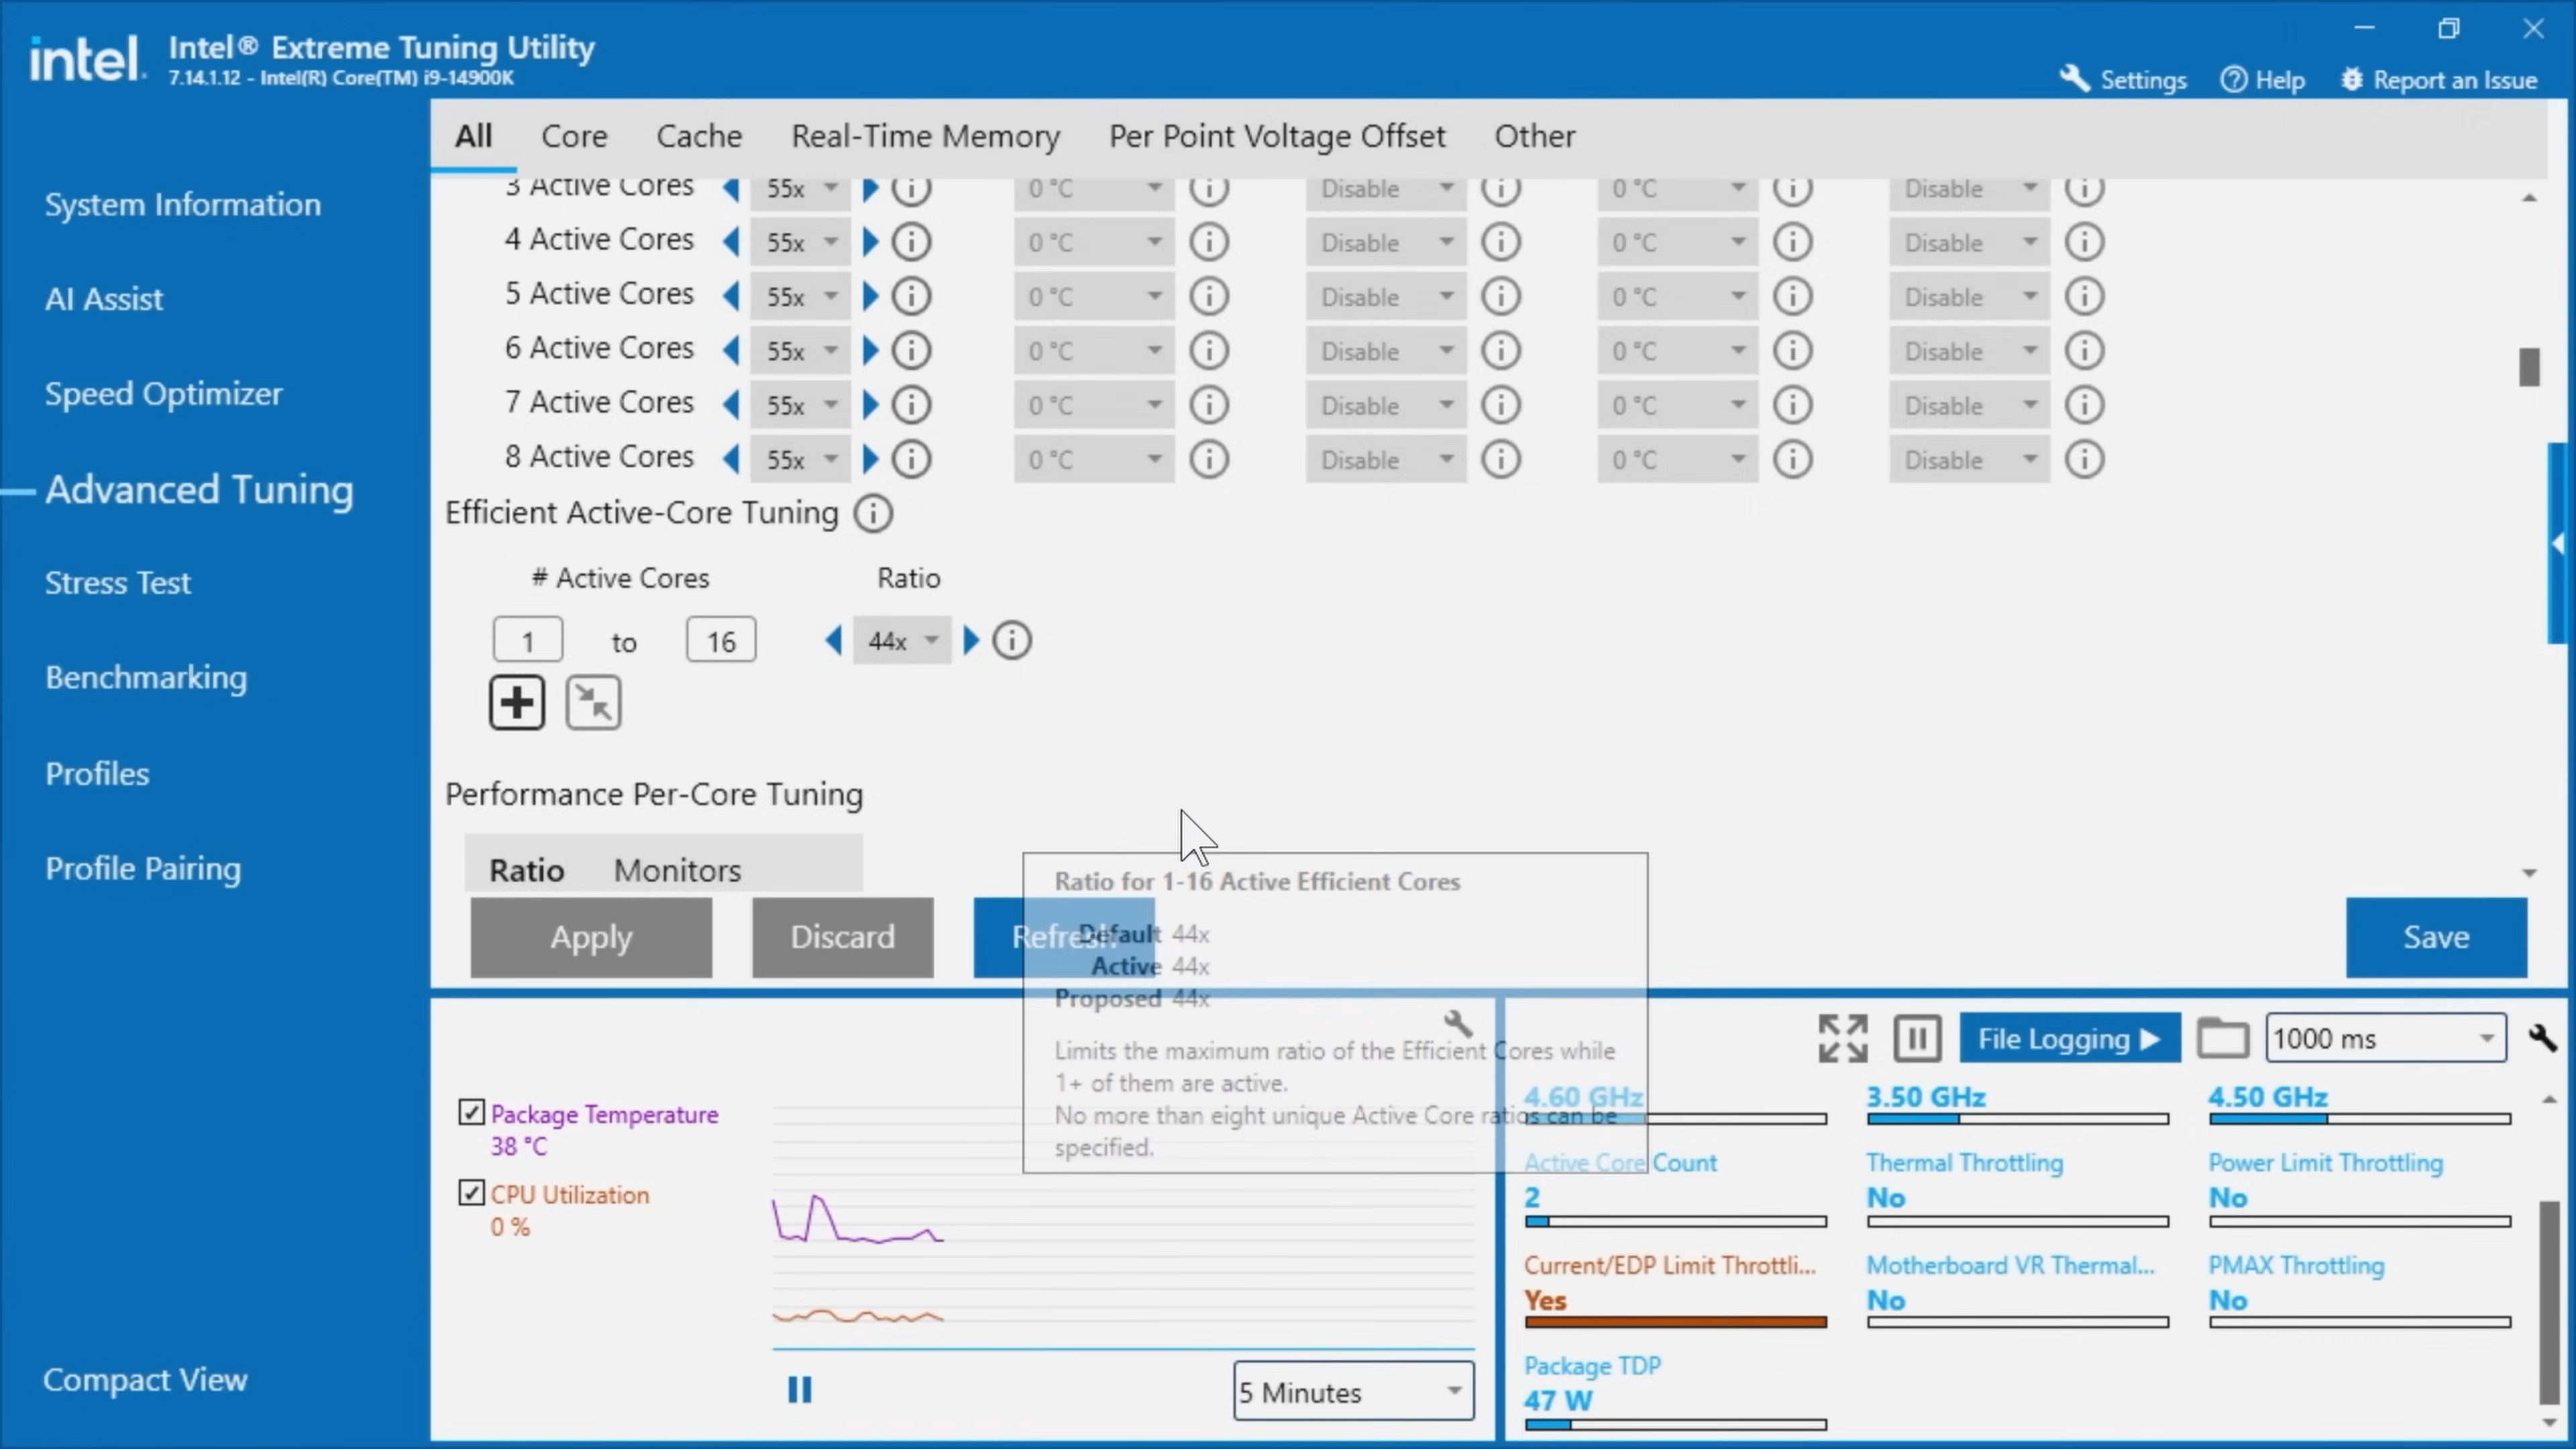 intel.
Intel® Extreme Tuning Utility
7.14.1.12 - Intel(R) Core(TM) i9-14900K
Settings
Help
Report an Issue
System Information
AI Assist
Speed Optimizer
Advanced Tuning
Stress Test
Benchmarking
Profiles
Profile Pairing
Compact View
All Core Cache Real-Time Memory Per Point Voltage Offset Other
3 Active Cores 55x 0 °C Disable 0 °C Disable
4 Active Cores 55x 0 °C Disable 0 °C Disable
5 Active Cores 55x 0 °C Disable 0 °C Disable
6 Active Cores 55x 0 °C Disable 0 °C Disable
7 Active Cores 55x 0 °C Disable 0 °C Disable
8 Active Cores 55x 0 °C Disable 0 °C Disable
Efficient Active-Core Tuning
# Active Cores Ratio
1 to 16 44x
Performance Per-Core Tuning
Ratio Monitors
Apply Discard Refresh Save
Ratio for 1-16 Active Efficient Cores
Default 44x
Active 44x
Proposed 44x
Limits the maximum ratio of the Efficient Cores while
1+ of them are active.
No more than eight unique Active Core ratios can be
specified.
Package Temperature
38 °C
CPU Utilization
0 %
5 Minutes
File Logging 1000 ms
4.60 GHz 3.50 GHz 4.50 GHz
Active Core Count Thermal Throttling Power Limit Throttling
2 No No
Current/EDP Limit Throttli... Motherboard VR Thermal... PMAX Throttling
Yes No No
Package TDP
47 W